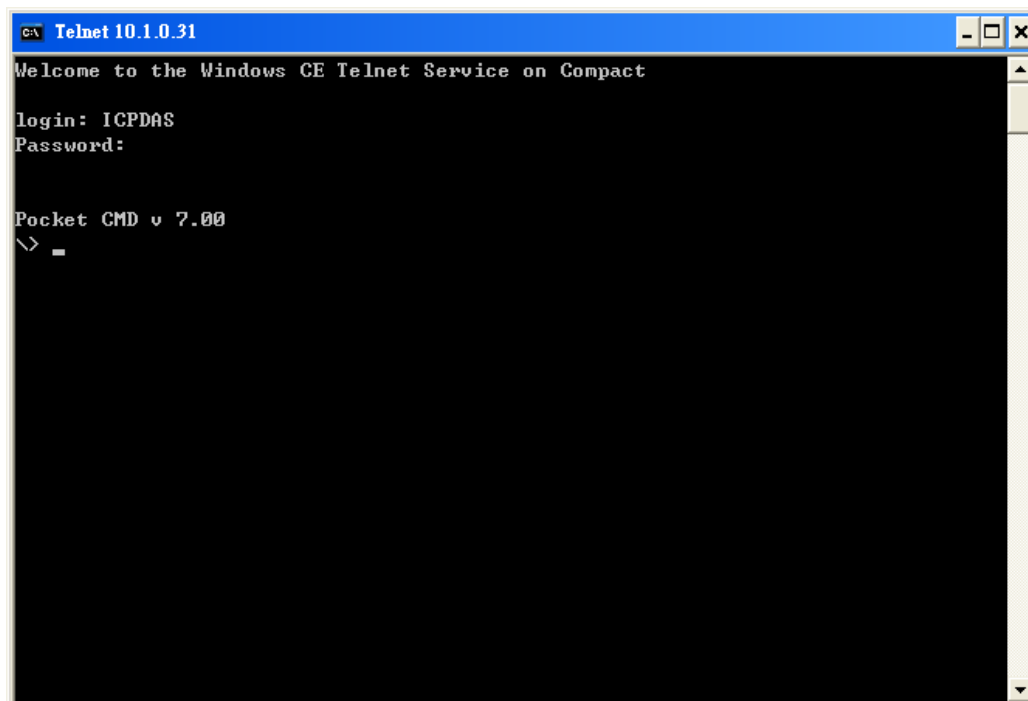 Telnet 10.1.0.31
Welcome to the Windows CE Telnet Service on Compact
login: ICPDAS
Password:
Pocket CMD v 7.00
\> _